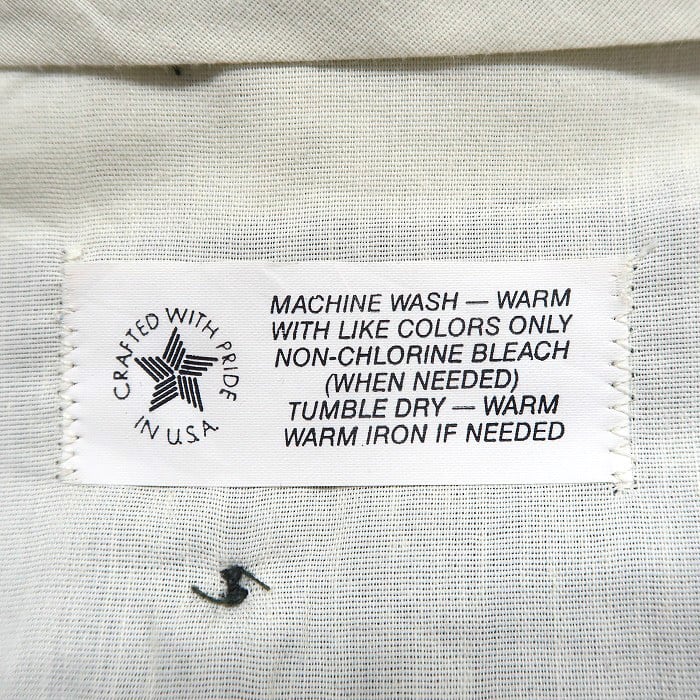 CRAFTED WITH PRIDE
IN U.S.A.
MACHINE WASH — WARM
WITH LIKE COLORS ONLY
NON-CHLORINE BLEACH
(WHEN NEEDED)
TUMBLE DRY — WARM
WARM IRON IF NEEDED